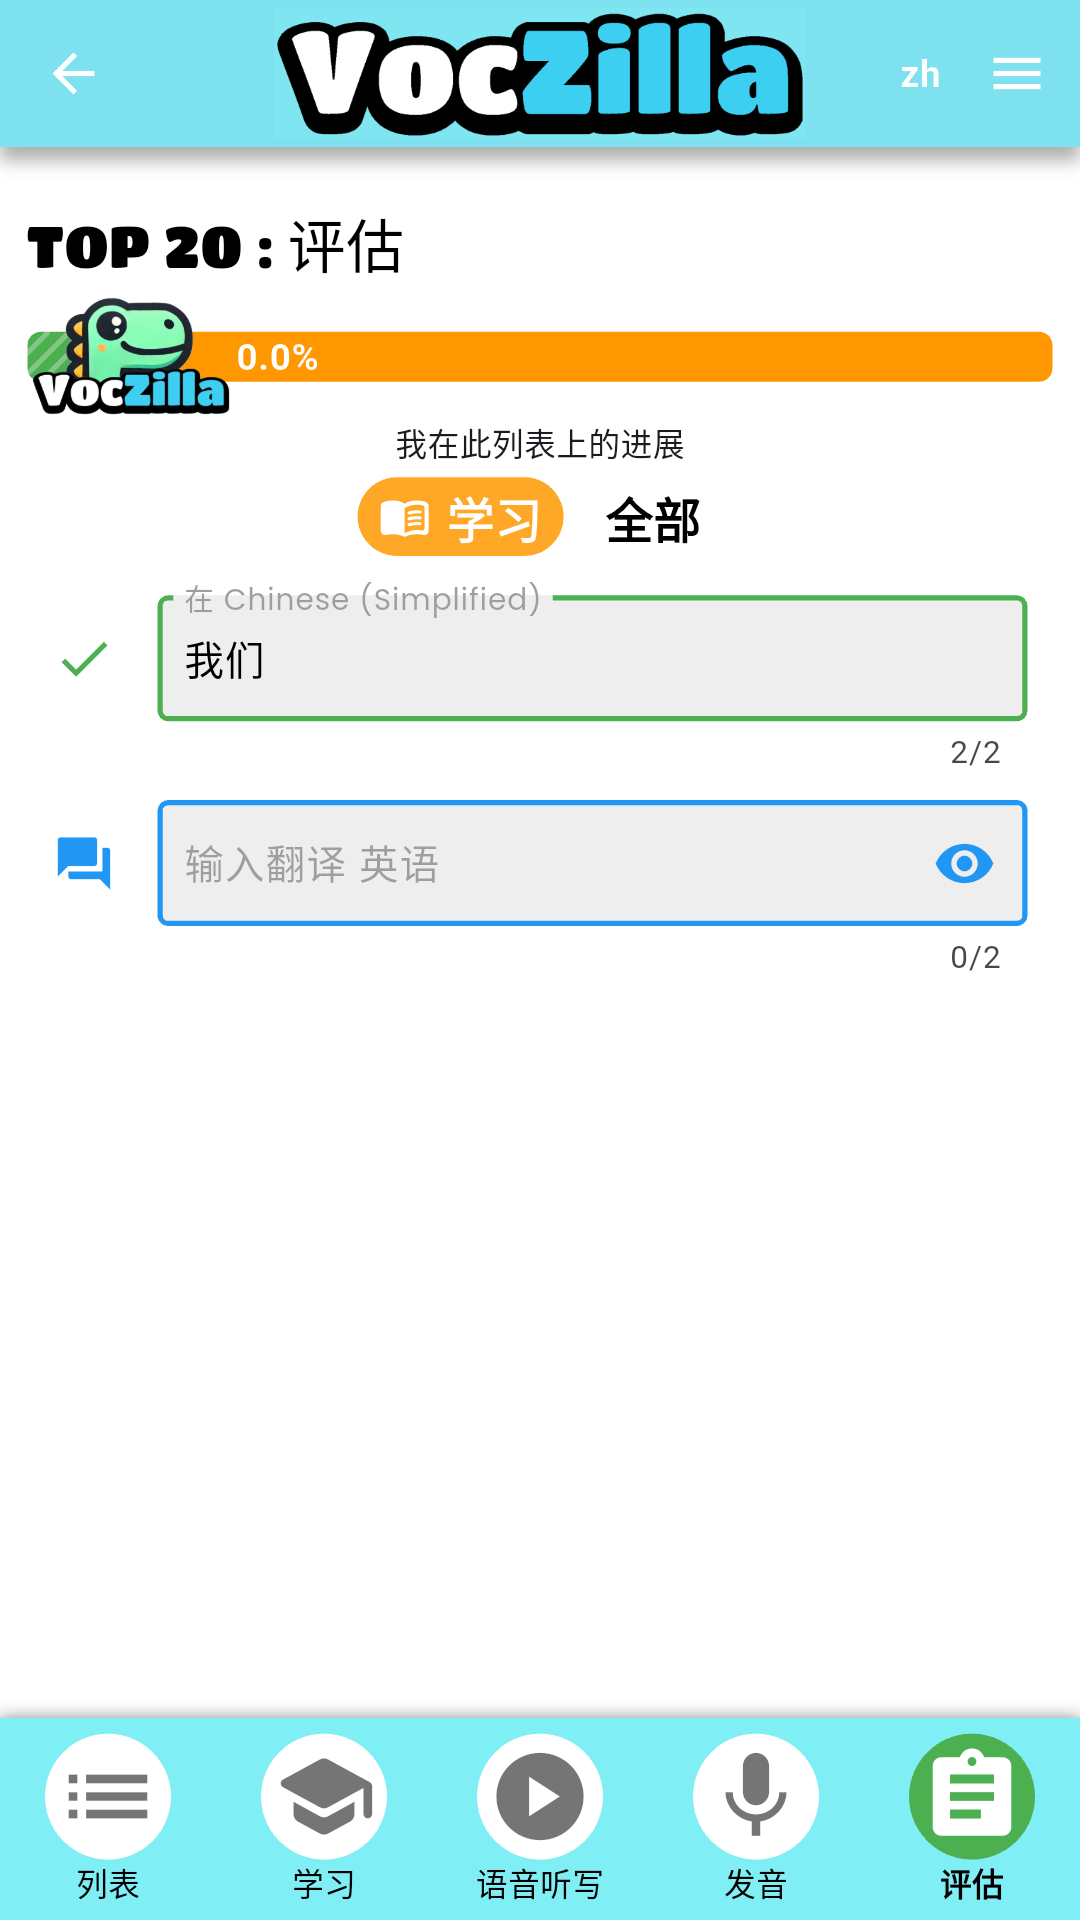 VocZilla
zh
TOP 20 : 评估
0.0%
VocZilla
我在此列表上的进展
学习 全部
在 Chinese (Simplified)
我们
2/2
输入翻译 英语
0/2
列表 学习 语音听写 发音 评估